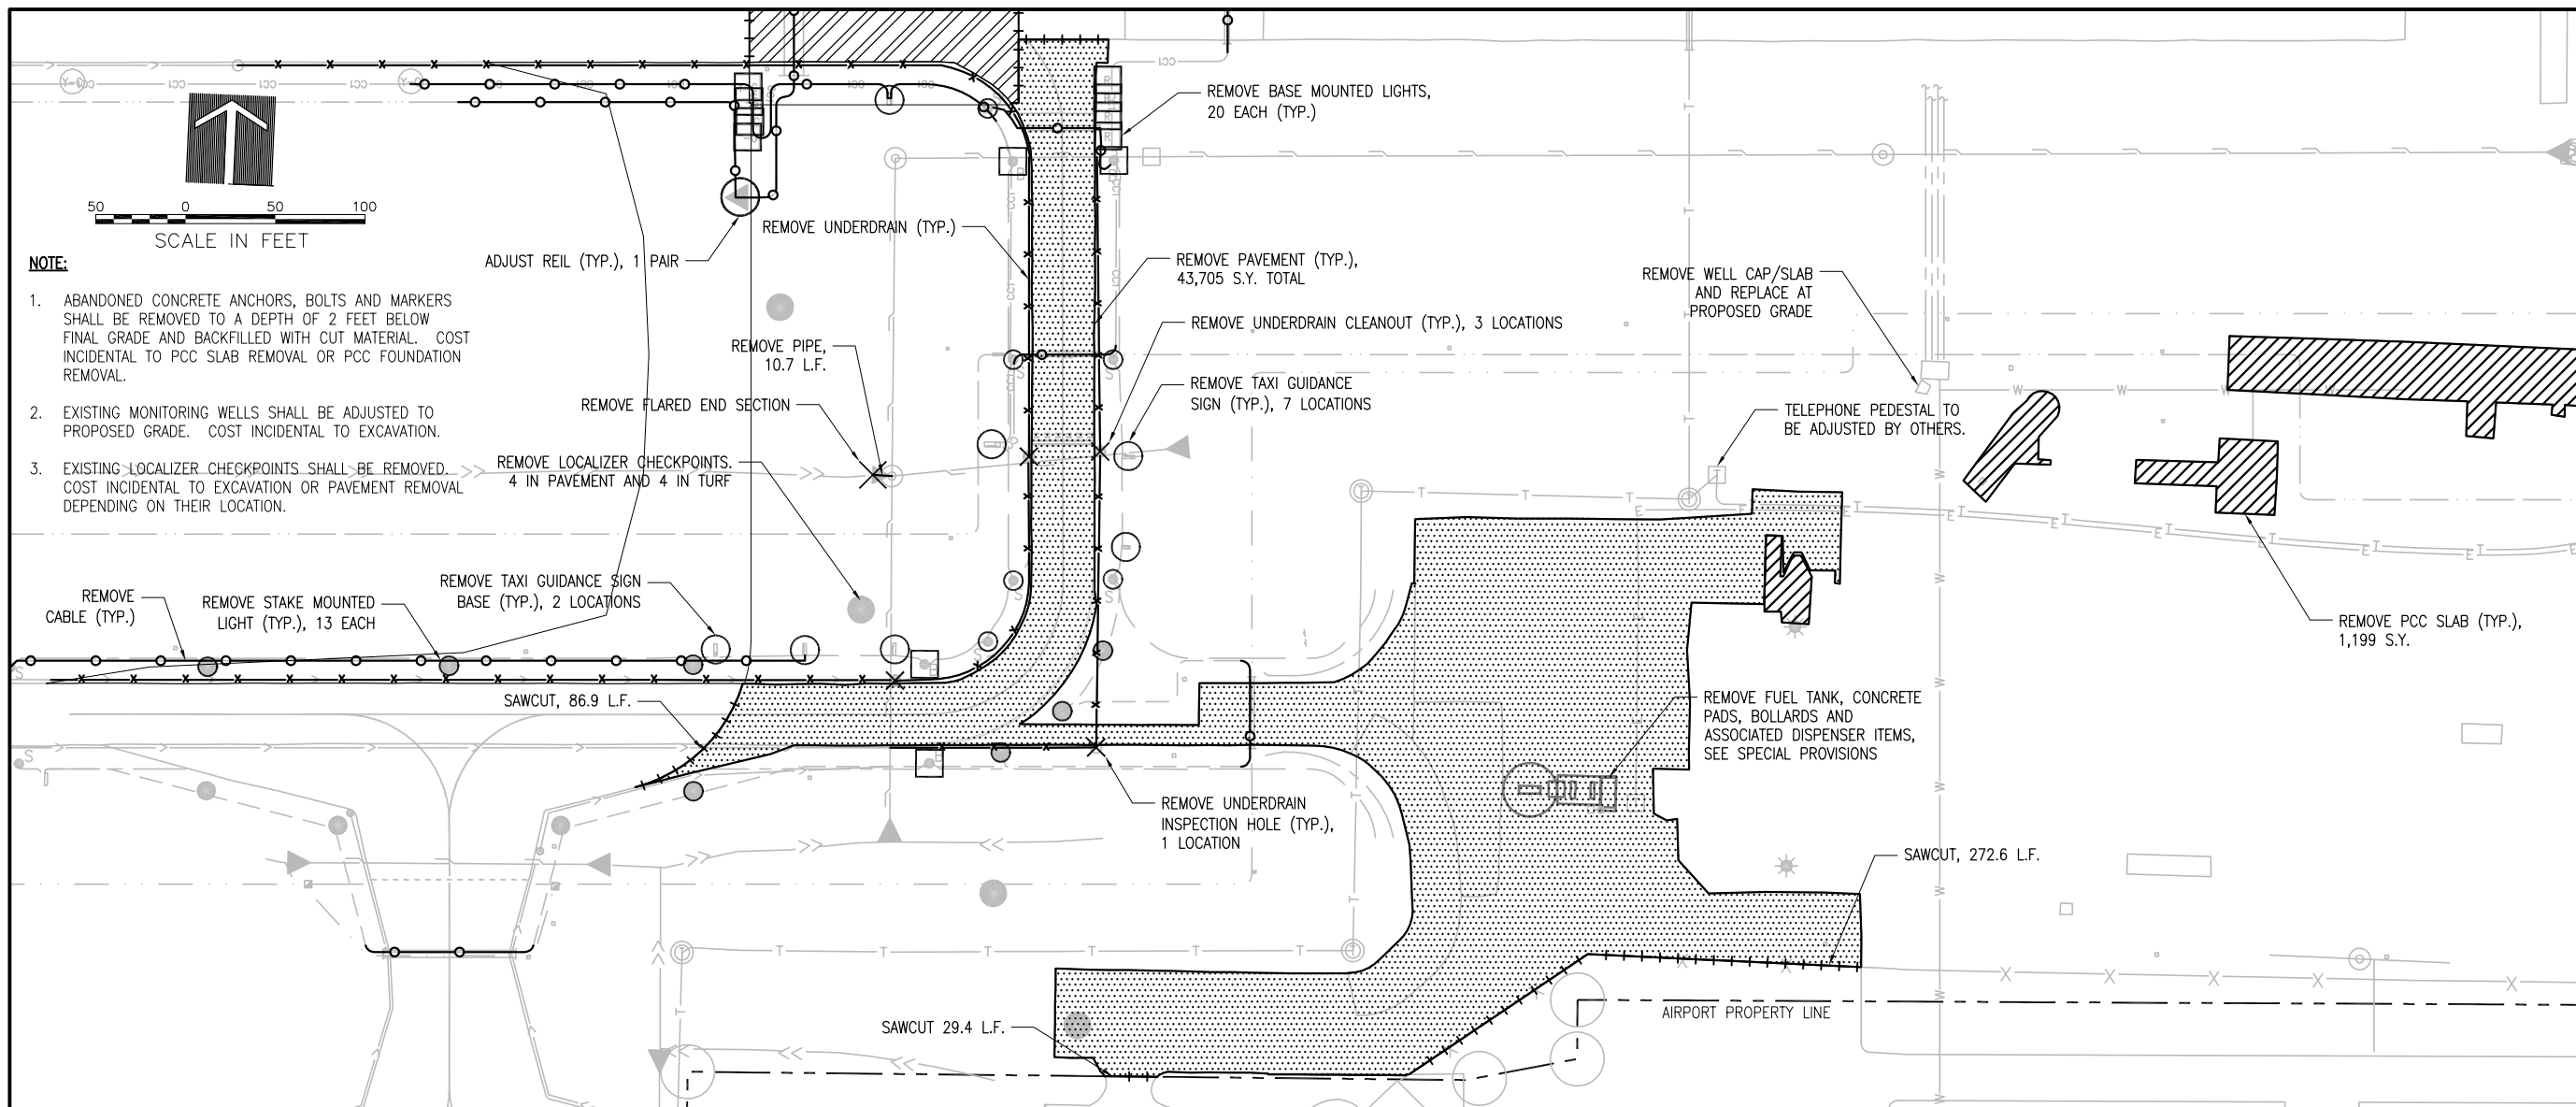 50 0 50 100
SCALE IN FEET
NOTE:
1. ABANDONED CONCRETE ANCHORS, BOLTS AND MARKERS
SHALL BE REMOVED TO A DEPTH OF 2 FEET BELOW
FINAL GRADE AND BACKFILLED WITH CUT MATERIAL. COST
INCIDENTAL TO PCC SLAB REMOVAL OR PCC FOUNDATION
REMOVAL.
2. EXISTING MONITORING WELLS SHALL BE ADJUSTED TO
PROPOSED GRADE. COST INCIDENTAL TO EXCAVATION.
3. EXISTING LOCALIZER CHECKPOINTS SHALL BE REMOVED.
COST INCIDENTAL TO EXCAVATION OR PAVEMENT REMOVAL
DEPENDING ON THEIR LOCATION.
REMOVE BASE MOUNTED LIGHTS,
20 EACH (TYP.)
REMOVE UNDERDRAIN (TYP.)
ADJUST REIL (TYP.), 1 PAIR
REMOVE PAVEMENT (TYP.),
43,705 S.Y. TOTAL
REMOVE WELL CAP/SLAB
AND REPLACE AT
PROPOSED GRADE
REMOVE UNDERDRAIN CLEANOUT (TYP.), 3 LOCATIONS
REMOVE PIPE,
10.7 L.F.
REMOVE TAXI GUIDANCE
SIGN (TYP.), 7 LOCATIONS
REMOVE FLARED END SECTION
TELEPHONE PEDESTAL TO
BE ADJUSTED BY OTHERS.
REMOVE LOCALIZER CHECKPOINTS.
4 IN PAVEMENT AND 4 IN TURF
REMOVE TAXI GUIDANCE SIGN
BASE (TYP.), 2 LOCATIONS
REMOVE
CABLE (TYP.)
REMOVE STAKE MOUNTED
LIGHT (TYP.), 13 EACH
REMOVE PCC SLAB (TYP.),
1,199 S.Y.
SAWCUT, 86.9 L.F.
REMOVE FUEL TANK, CONCRETE
PADS, BOLLARDS AND
ASSOCIATED DISPENSER ITEMS,
SEE SPECIAL PROVISIONS
REMOVE UNDERDRAIN
INSPECTION HOLE (TYP.),
1 LOCATION
SAWCUT, 272.6 L.F.
AIRPORT PROPERTY LINE
SAWCUT 29.4 L.F.